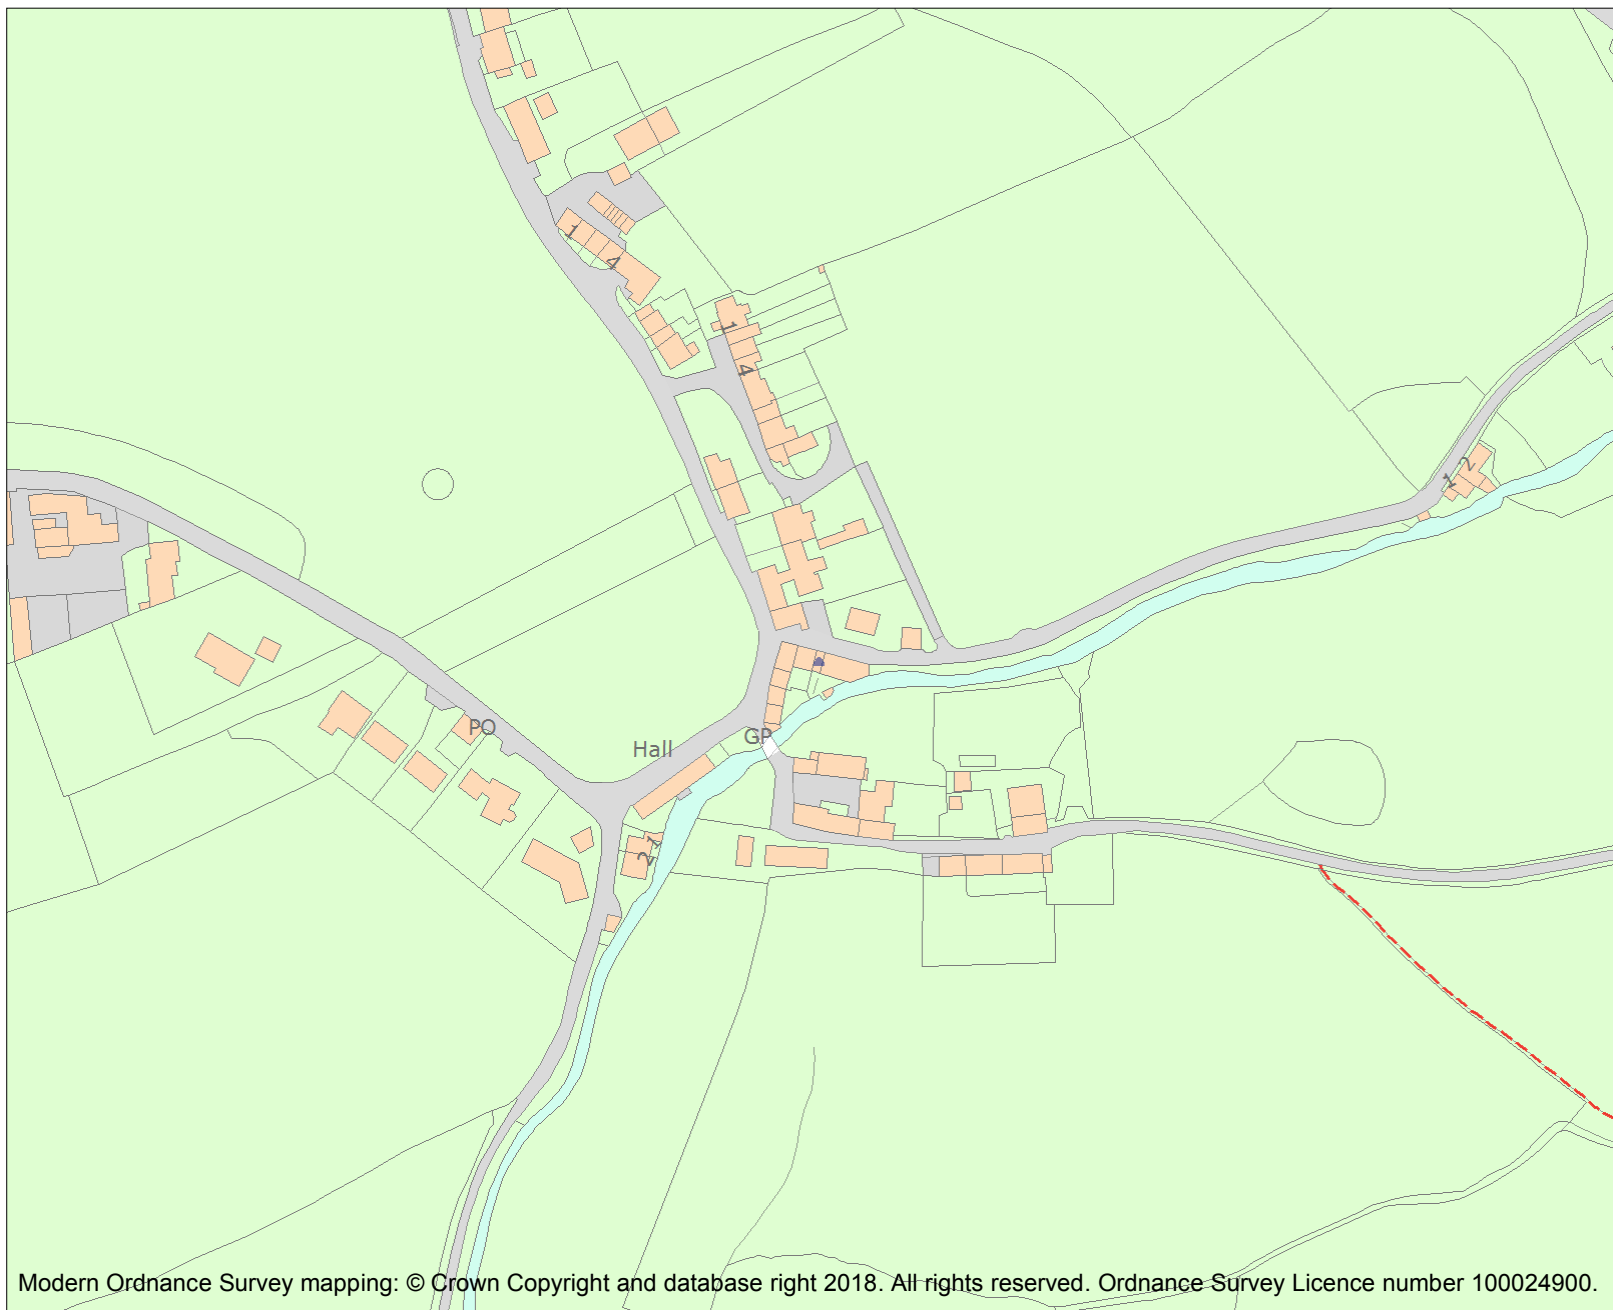 1
4
1
4
1 2
PO
Hall
GP
2 1
Modern Ordnance Survey mapping: © Crown Copyright and database right 2018. All rights reserved. Ordnance Survey Licence number 100024900.